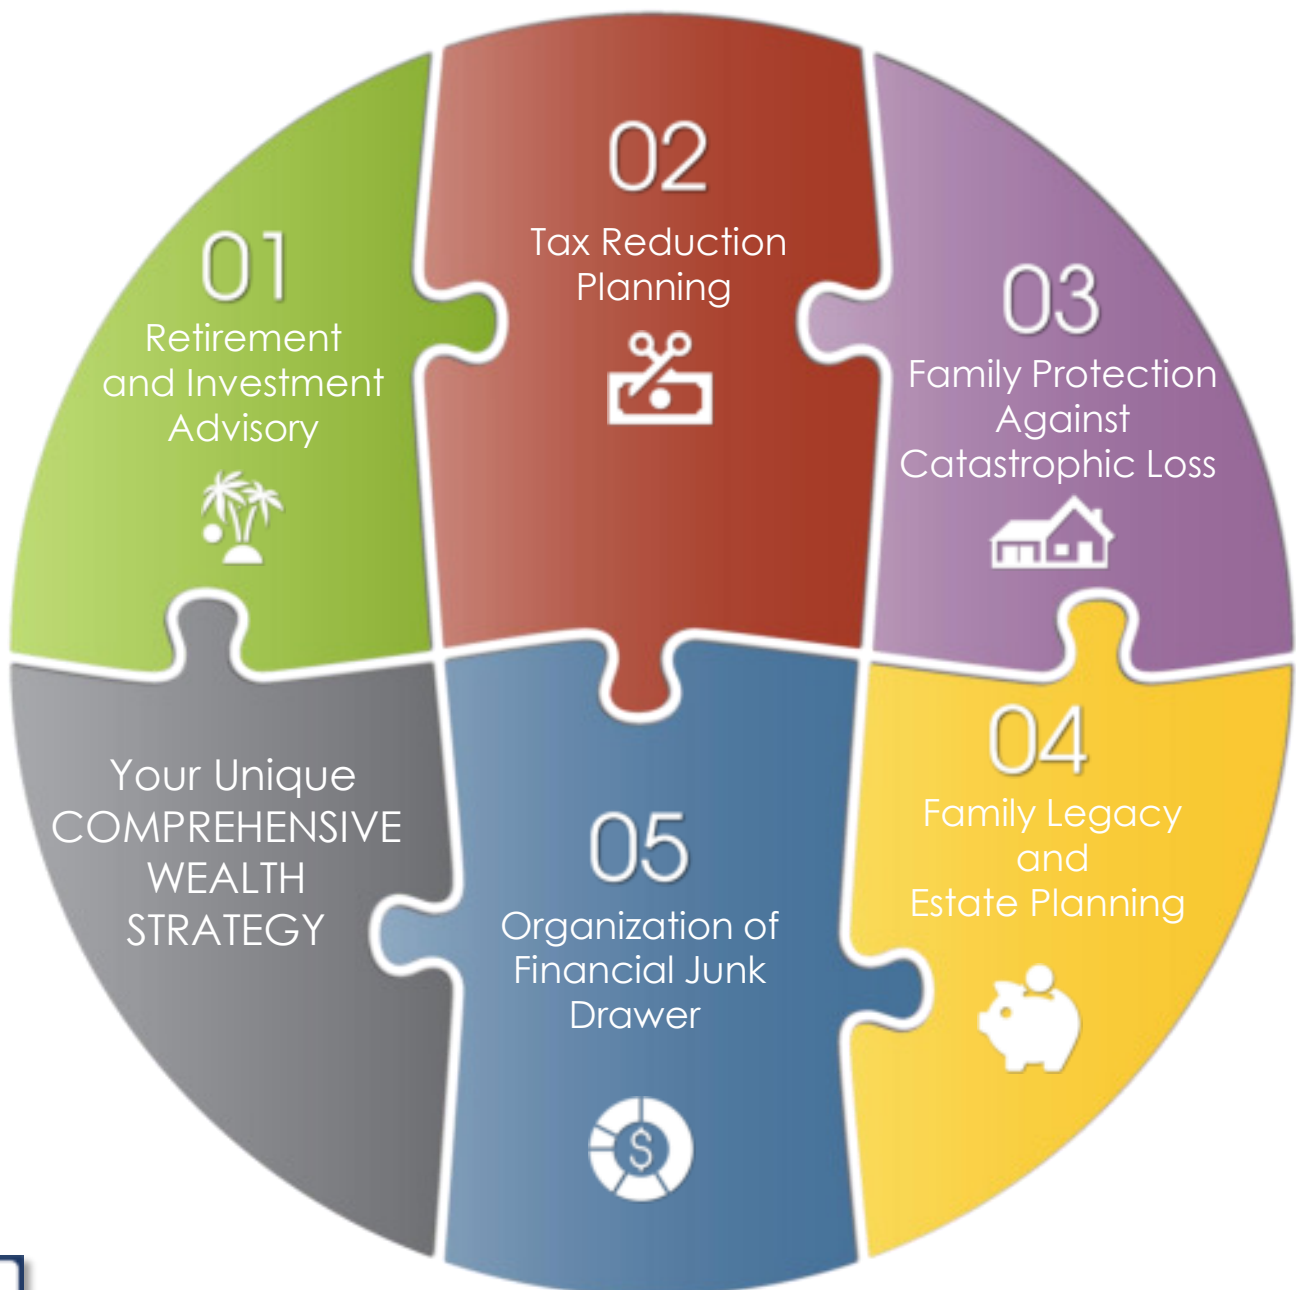 01
Retirement
and Investment
Advisory
02
Tax Reduction
Planning
03
Family Protection
Against
Catastrophic Loss
04
Family Legacy
and
Estate Planning
05
Organization of
Financial Junk
Drawer
$
Your Unique
COMPREHENSIVE
WEALTH
STRATEGY